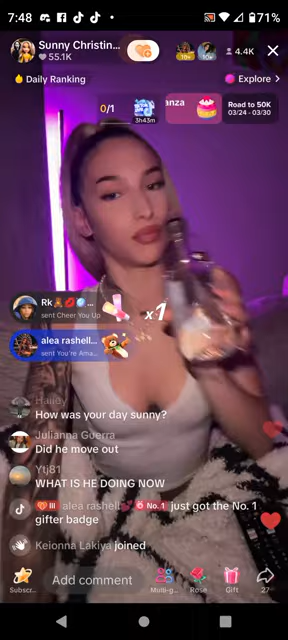 7:48
71%
Sunny Christin...
55.1K
4.4K
Daily Ranking
Explore >
0/1
3h43m
anza
Road to 50K
03/24 - 03/30
Rk
sent Cheer You Up
x1
alea rashell...
sent You're Ama...
Hailey
How was your day sunny?
Julianna Guerra
Did he move out
Ytj81
WHAT IS HE DOING NOW
III alea rashell No. 1 just got the No. 1
gifter badge
Keionna Lakiya joined
Add comment
Subscr...
Multi-g...
Rose
Gift
27